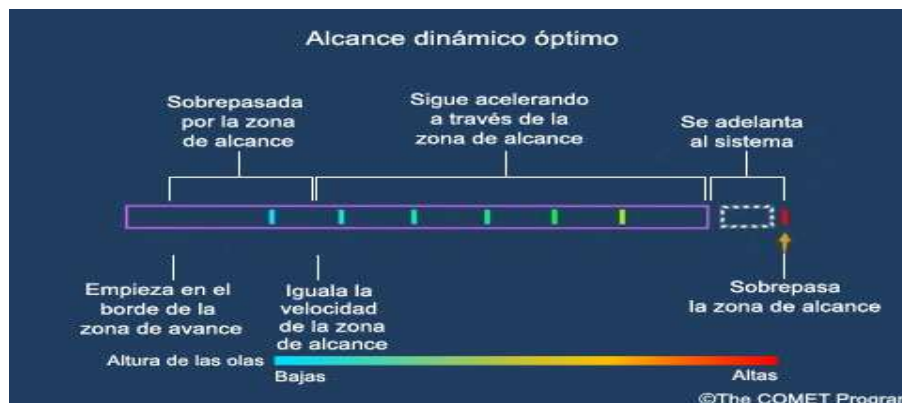 Alcance dinámico óptimo
Sobrepasada
por la zona
de alcance
Sigue acelerando
a través de la
zona de alcance
Se adelanta
al sistema
Empieza en el
borde de la
zona de avance
Iguala la
velocidad
de la zona
de alcance
Sobrepasa
la zona de alcance
Altura de las olas
Bajas
Altas
©The COMET Program